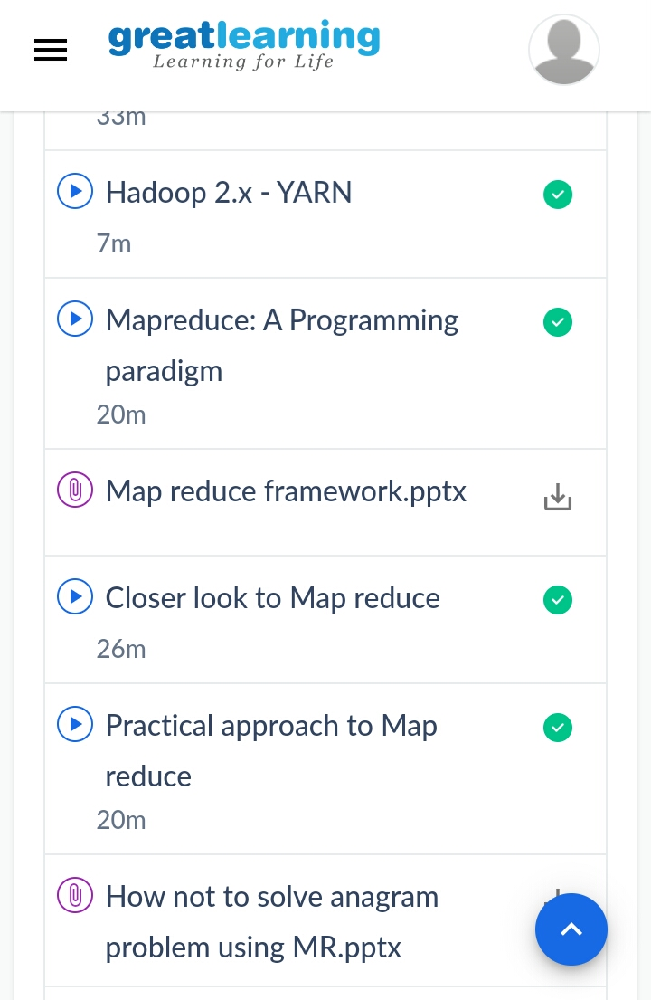 greatlearning
Learning for Life
33m
Hadoop 2.x - YARN
7m
Mapreduce: A Programming
paradigm
20m
Map reduce framework.pptx
Closer look to Map reduce
26m
Practical approach to Map
reduce
20m
How not to solve anagram
problem using MR.pptx